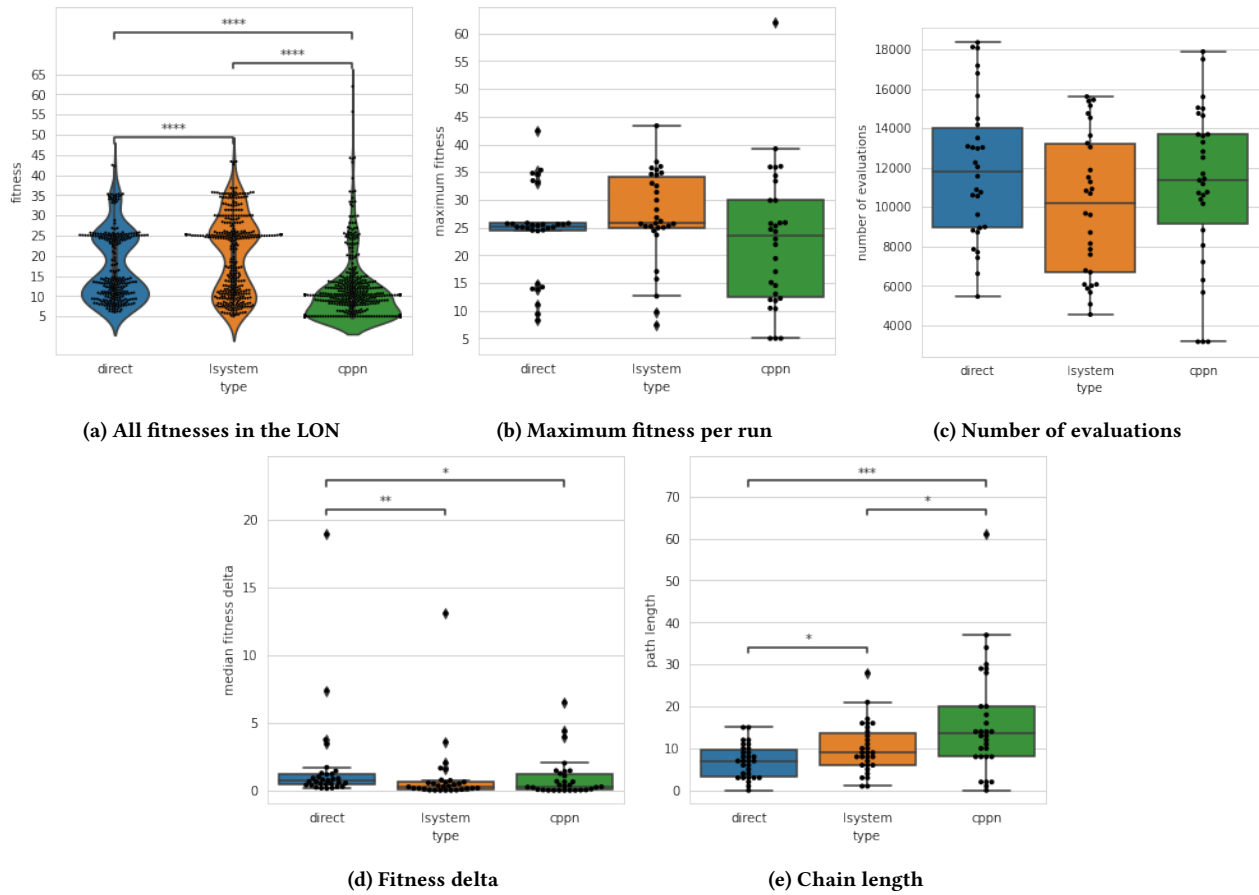 ****
****
****
65
60
55
50
45
40
35
30
25
20
15
10
5
fitness
direct
lsystem
cppn
type
(a) All fitnesses in the LON
60
55
50
45
40
35
30
25
20
15
10
5
maximum fitness
direct
lsystem
cppn
type
(b) Maximum fitness per run
18000
16000
14000
12000
10000
8000
6000
4000
number of evaluations
direct
lsystem
cppn
type
(c) Number of evaluations
*
**
20
15
10
5
0
median fitness delta
direct
lsystem
cppn
type
(d) Fitness delta
***
*
*
70
60
50
40
30
20
10
0
path length
direct
lsystem
cppn
type
(e) Chain length